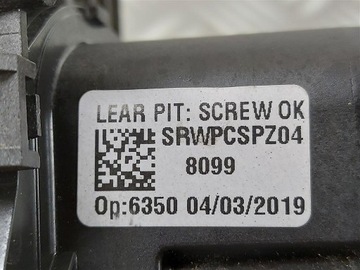 LEAR PIT: SCREW OK
SRWPCSPZ04
8099
Op:6350 04/03/2019